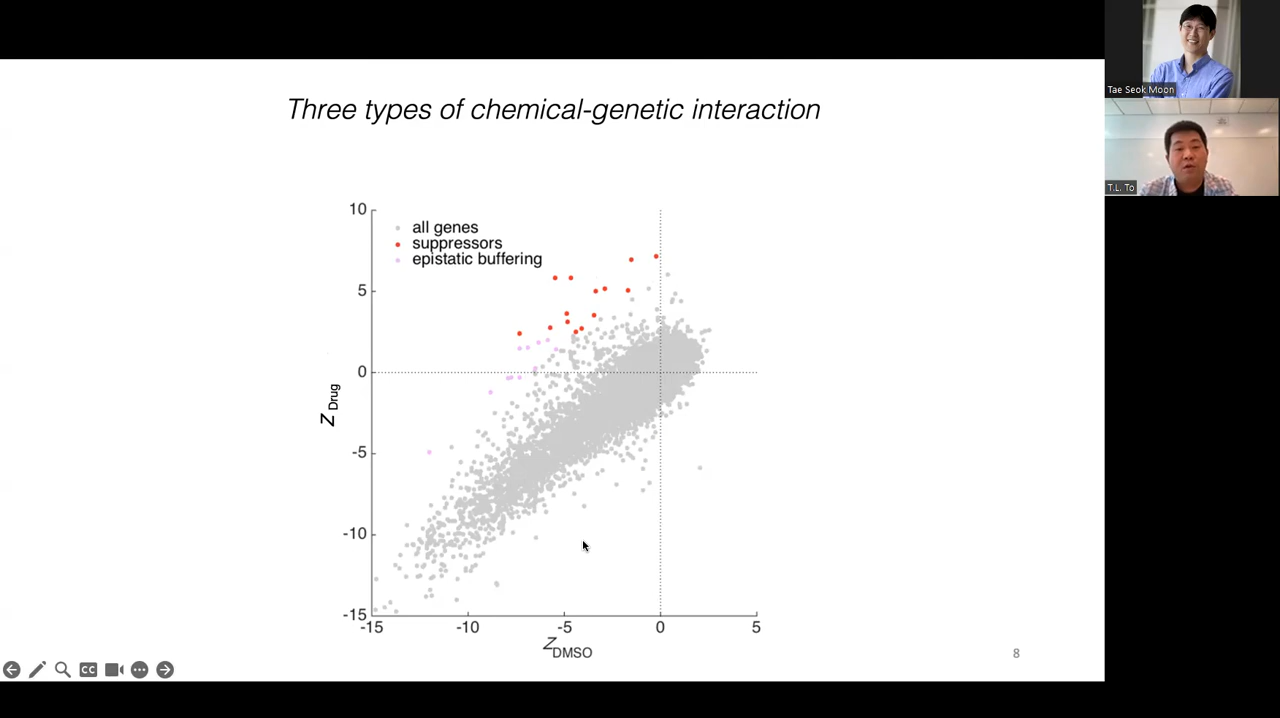 Three types of chemical-genetic interaction
10
all genes
suppressors
epistatic buffering
5
0
Z Drug
-5
-10
-15
-15
-10
-5
0
5
Z DMSO
8
CC
Tae Seok Moon
T.L. To